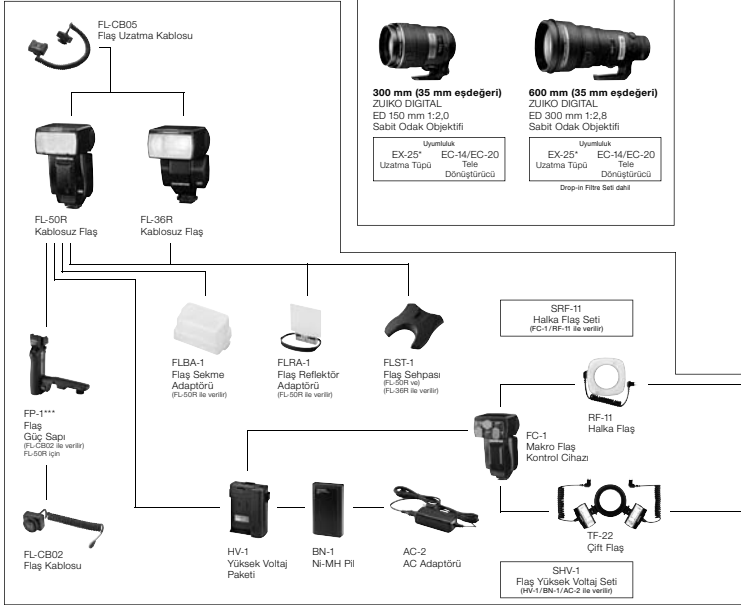 FL-CB05
Flaş Uzatma Kablosu
300 mm (35 mm eşdeğeri)
ZUIKO DIGITAL
ED 150 mm 1:2,0
Sabit Odak Objektifi
Uyumluluk
EX-25*
Uzatma Tüpü
EC-14/EC-20
Tele
Dönüştürücü
600 mm (35 mm eşdeğeri)
ZUIKO DIGITAL
ED 300 mm 1:2,8
Sabit Odak Objektifi
Uyumluluk
EX-25*
Uzatma Tüpü
EC-14/EC-20
Tele
Dönüştürücü
Drop-in Filtre Seti dahil
FL-50R
Kablosuz Flaş
FL-36R
Kablosuz Flaş
FLBA-1
Flaş Sekme
Adaptörü
(FL-50R ile verilir)
FLRA-1
Flaş Reflektör
Adaptörü
(FL-50R ile verilir)
FLST-1
Flaş Sehpası
(FL-50R ve)
(FL-36R ile verilir)
SRF-11
Halka Flaş Seti
(FC-1/RF-11 ile verilir)
FP-1***
Flaş
Güç Sapı
(FL-CB02 ile verilir)
FL-50R için
RF-11
Halka Flaş
FC-1
Makro Flaş
Kontrol Cihazı
FL-CB02
Flaş Kablosu
HV-1
Yüksek Voltaj
Paketi
BN-1
Ni-MH Pil
AC-2
AC Adaptörü
TF-22
Çift Flaş
SHV-1
Flaş Yüksek Voltaj Seti
(HV-1/BN-1/AC-2 ile verilir)